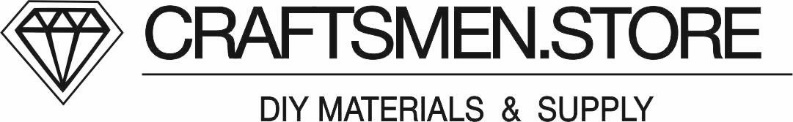 CRAFTSMEN.STORE
DIY MATERIALS & SUPPLY